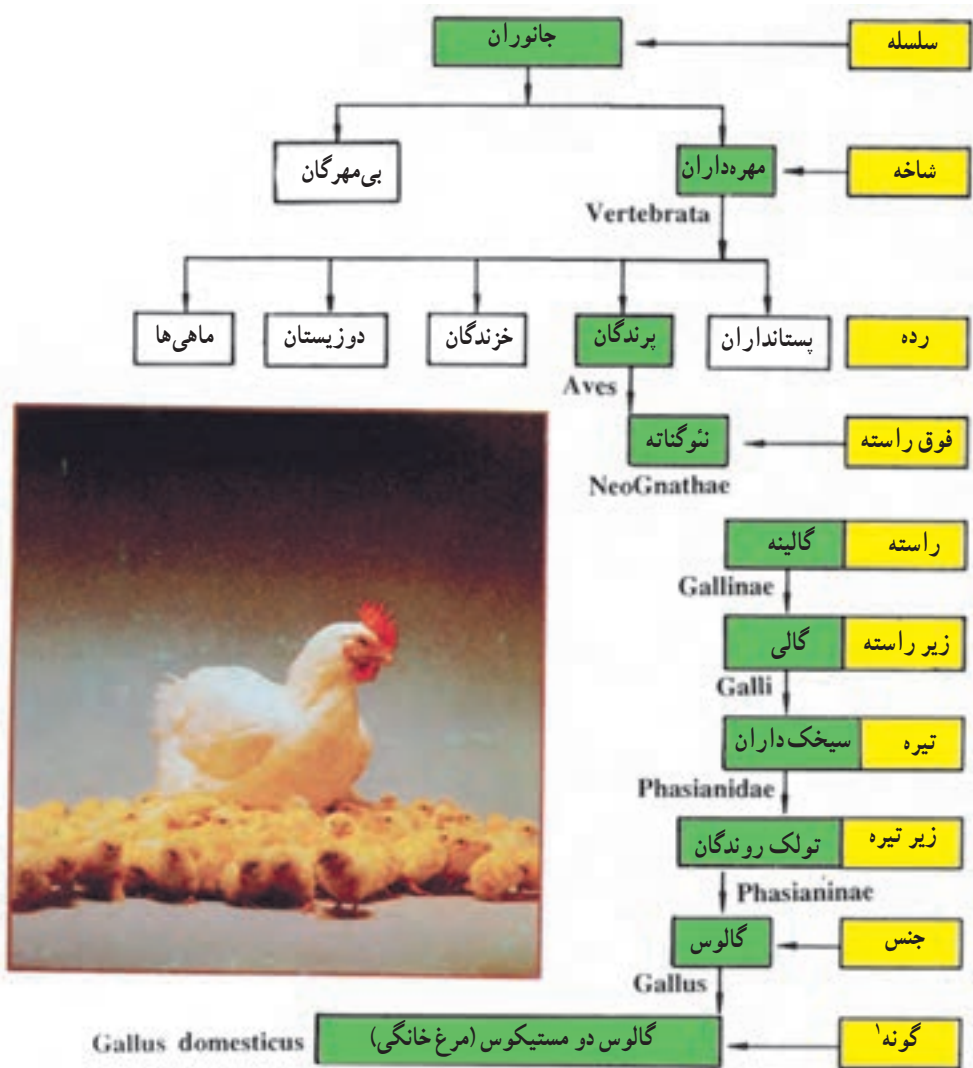 سلسله جانوران
بی‌مهرگان
شاخه مهره‌داران
Vertebrata
رده پستانداران پرندگان خزندگان دوزیستان ماهی‌ها
Aves
فوق راسته نئوگناته
NeoGnathae
راسته گالینه
Gallinae
زیر راسته گالی
Galli
تیره سیخک‌داران
Phasianidae
زیر تیره تولک روندگان
Phasianinae
جنس گالوس
Gallus
گونه۱ گالوس دو مستیکوس (مرغ خانگی) Gallus domesticus